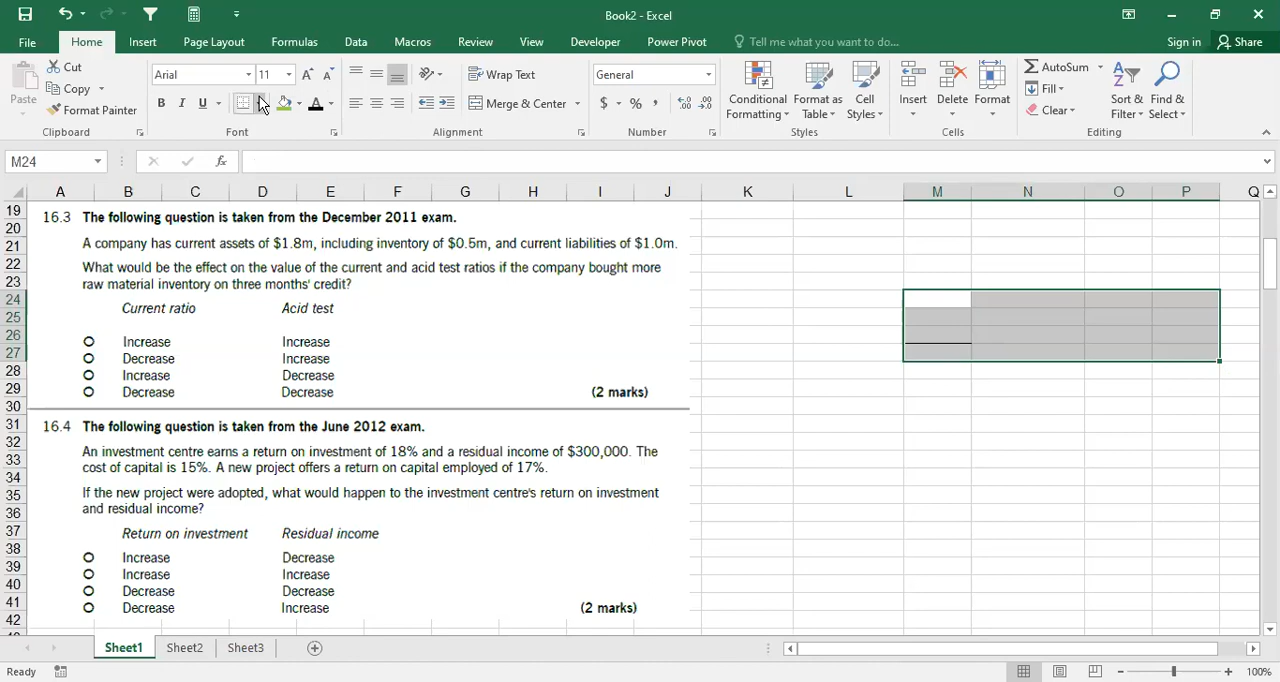 Book2 - Excel
File Home Insert Page Layout Formulas Data Macros Review View Developer Power Pivot Tell me what you want to do... Sign in Share
Paste
Cut
Copy
Format Painter
Clipboard
Arial 11
B I U
Font
Wrap Text
Merge & Center
Alignment
General
$ % ,
Number
Conditional Formatting
Format as Table
Cell Styles
Styles
Insert
Delete
Format
Cells
AutoSum
Fill
Clear
Sort & Filter
Find & Select
Editing
M24
fx
A B C D E F G H I J K L M N O P Q
19
20
21
22
23
24
25
26
27
28
29
30
31
32
33
34
35
36
37
38
39
40
41
42
16.3 The following question is taken from the December 2011 exam.
A company has current assets of $1.8m, including inventory of $0.5m, and current liabilities of $1.0m.
What would be the effect on the value of the current and acid test ratios if the company bought more
raw material inventory on three months' credit?
Current ratio Acid test
Increase Increase
Decrease Increase
Increase Decrease
Decrease Decrease (2 marks)
16.4 The following question is taken from the June 2012 exam.
An investment centre earns a return on investment of 18% and a residual income of $300,000. The
cost of capital is 15%. A new project offers a return on capital employed of 17%.
If the new project were adopted, what would happen to the investment centre's return on investment
and residual income?
Return on investment Residual income
Increase Decrease
Increase Increase
Decrease Decrease
Decrease Increase (2 marks)
Sheet1 Sheet2 Sheet3
Ready 100%